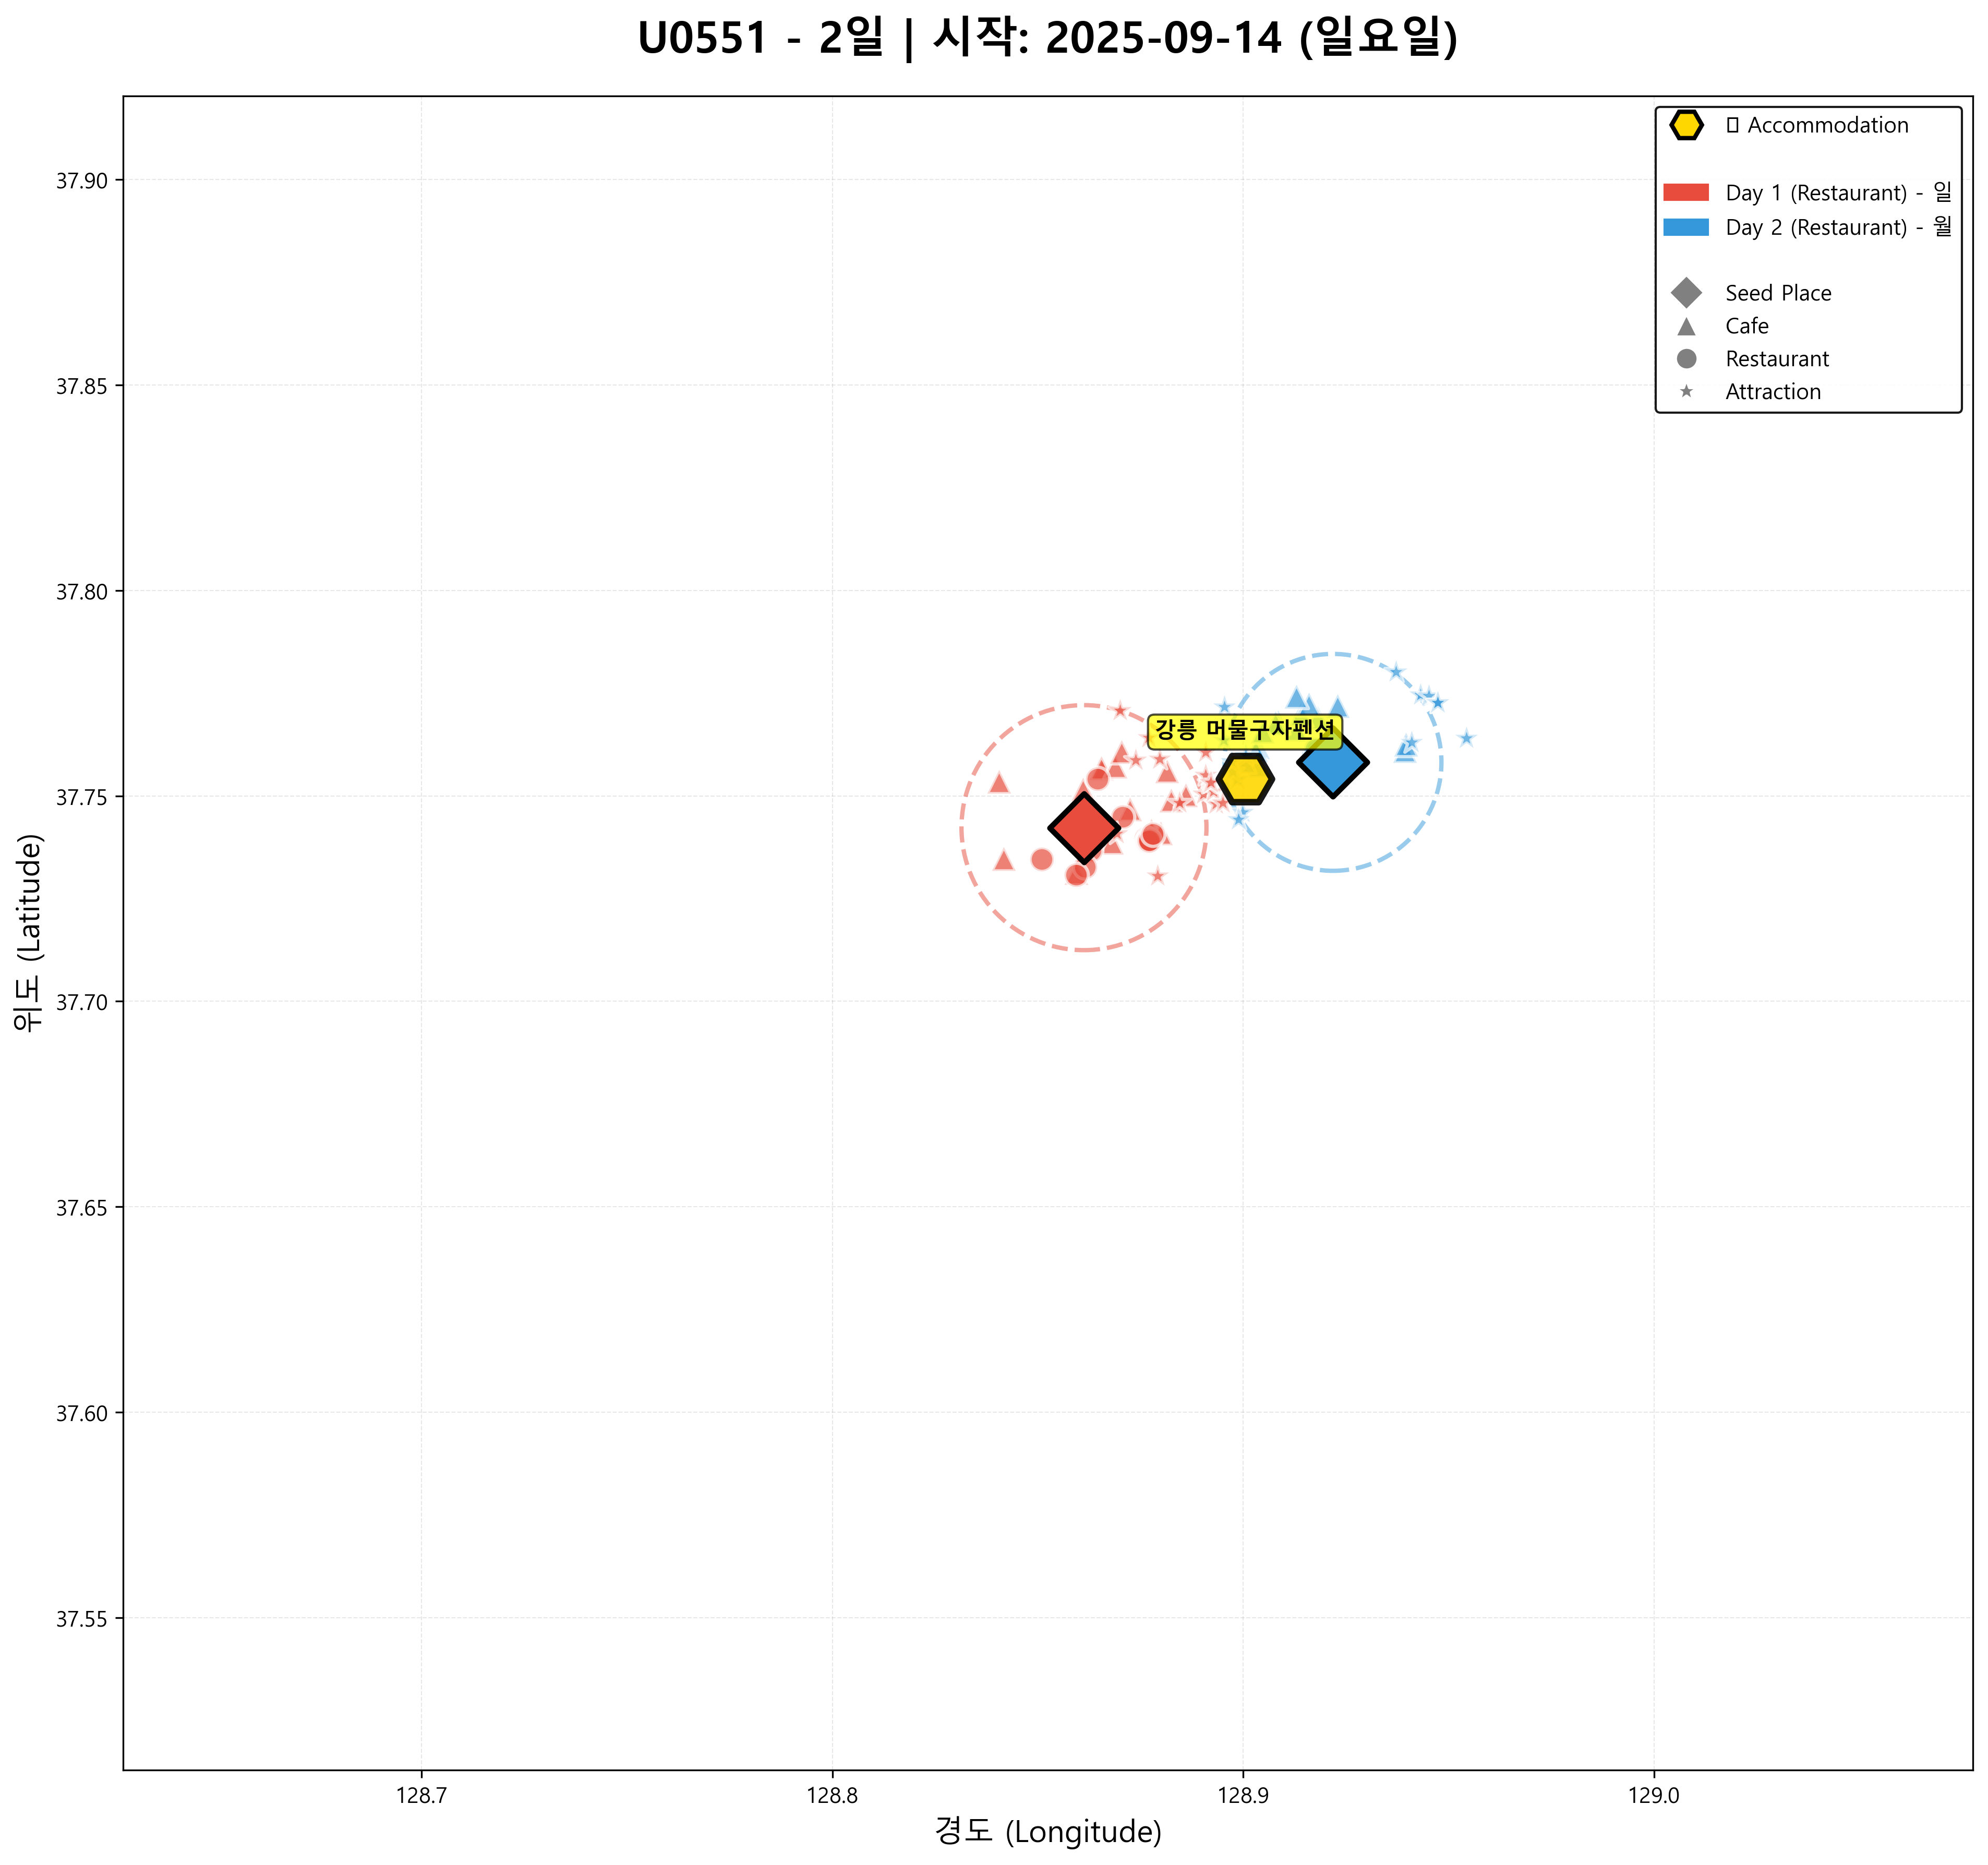 U0551 - 2일 | 시작: 2025-09-14 (일요일)
Accommodation
Day 1 (Restaurant) - 일
Day 2 (Restaurant) - 월
Seed Place
Cafe
Restaurant
Attraction
강릉 머물구자펜션
위도 (Latitude)
37.90
37.85
37.80
37.75
37.70
37.65
37.60
37.55
128.7
128.8
128.9
129.0
경도 (Longitude)